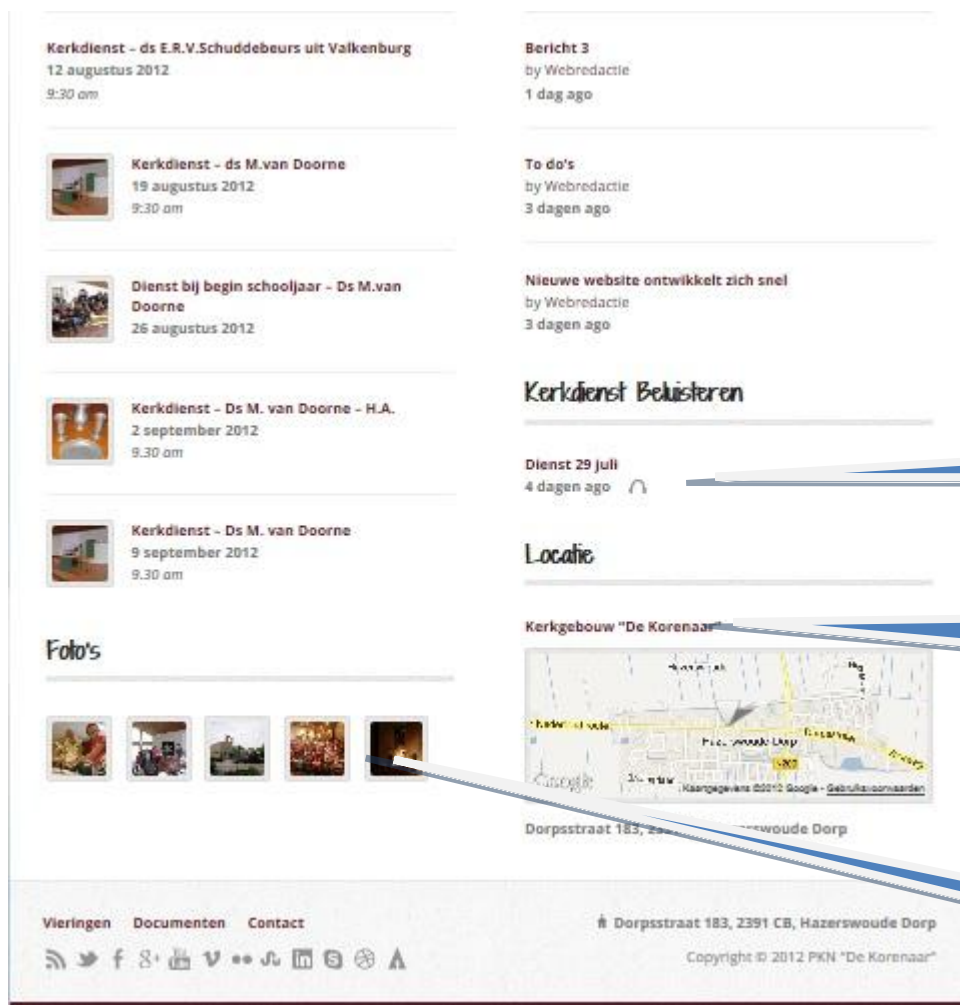 Kerkdienst – ds E.R.V.Schuddebeurs uit Valkenburg
12 augustus 2012
9:30 am
Kerkdienst – ds M.van Doorne
19 augustus 2012
9:30 am
Dienst bij begin schooljaar – Ds M.van
Doorne
26 augustus 2012
Kerkdienst – Ds M. van Doorne – H.A.
2 september 2012
9.30 am
Kerkdienst – Ds M. van Doorne
9 september 2012
9.30 am
Foto's
Bericht 3
by Webredactie
1 dag ago
To do's
by Webredactie
3 dagen ago
Nieuwe website ontwikkelt zich snel
by Webredactie
3 dagen ago
Kerkdienst Beluisteren
Dienst 29 juli
4 dagen ago
Locatie
Kerkgebouw "De Korenaar"
Hazerswoude-Dorp
N209
Google
Kaartgegevens ©2012 Google - Gebruiksvoorwaarden
Dorpsstraat 183, Dorp
Vieringen Documenten Contact
Dorpsstraat 183, 2391 CB, Hazerswoude Dorp
Copyright © 2012 PKN "De Korenaar"